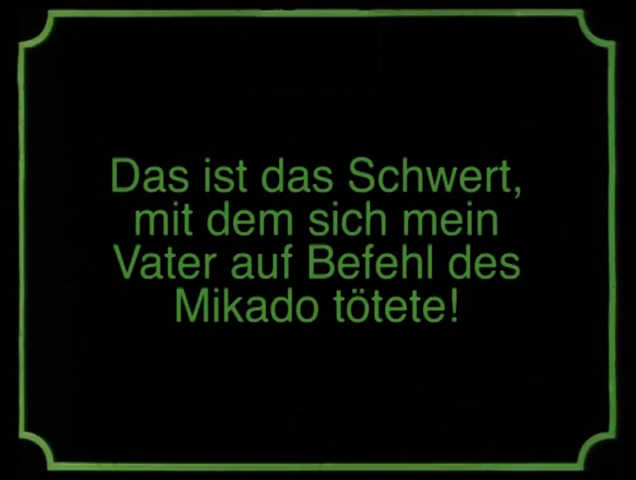 Das ist das Schwert,
mit dem sich mein
Vater auf Befehl des
Mikado tötete!